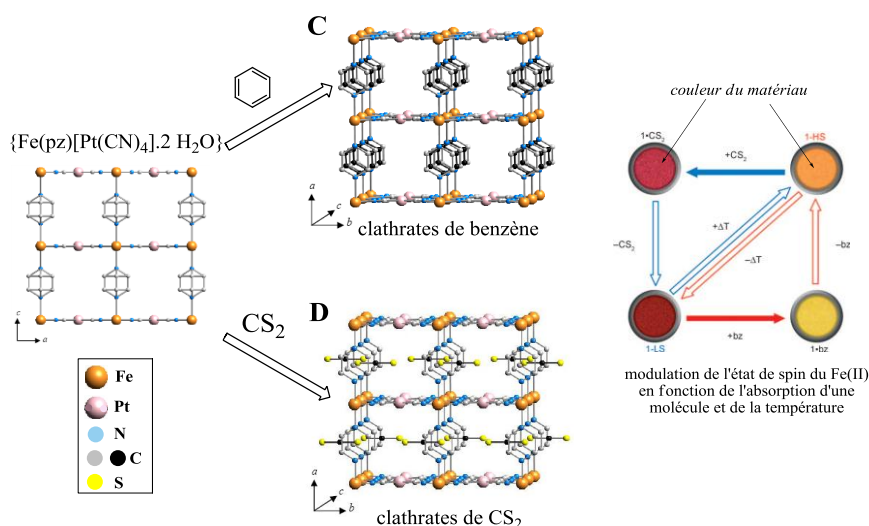 C
{Fe(pz)[Pt(CN)4].2 H2O}
c
a
a
c
b
clathrates de benzène
CS2
D
a
c
b
clathrates de CS2
Fe
Pt
N
C
S
couleur du matériau
1•CS2
1-HS
+CS2
–CS2
+ΔT
–ΔT
–bz
+bz
1-LS
1•bz
modulation de l'état de spin du Fe(II)
en fonction de l'absorption d'une
molécule et de la température